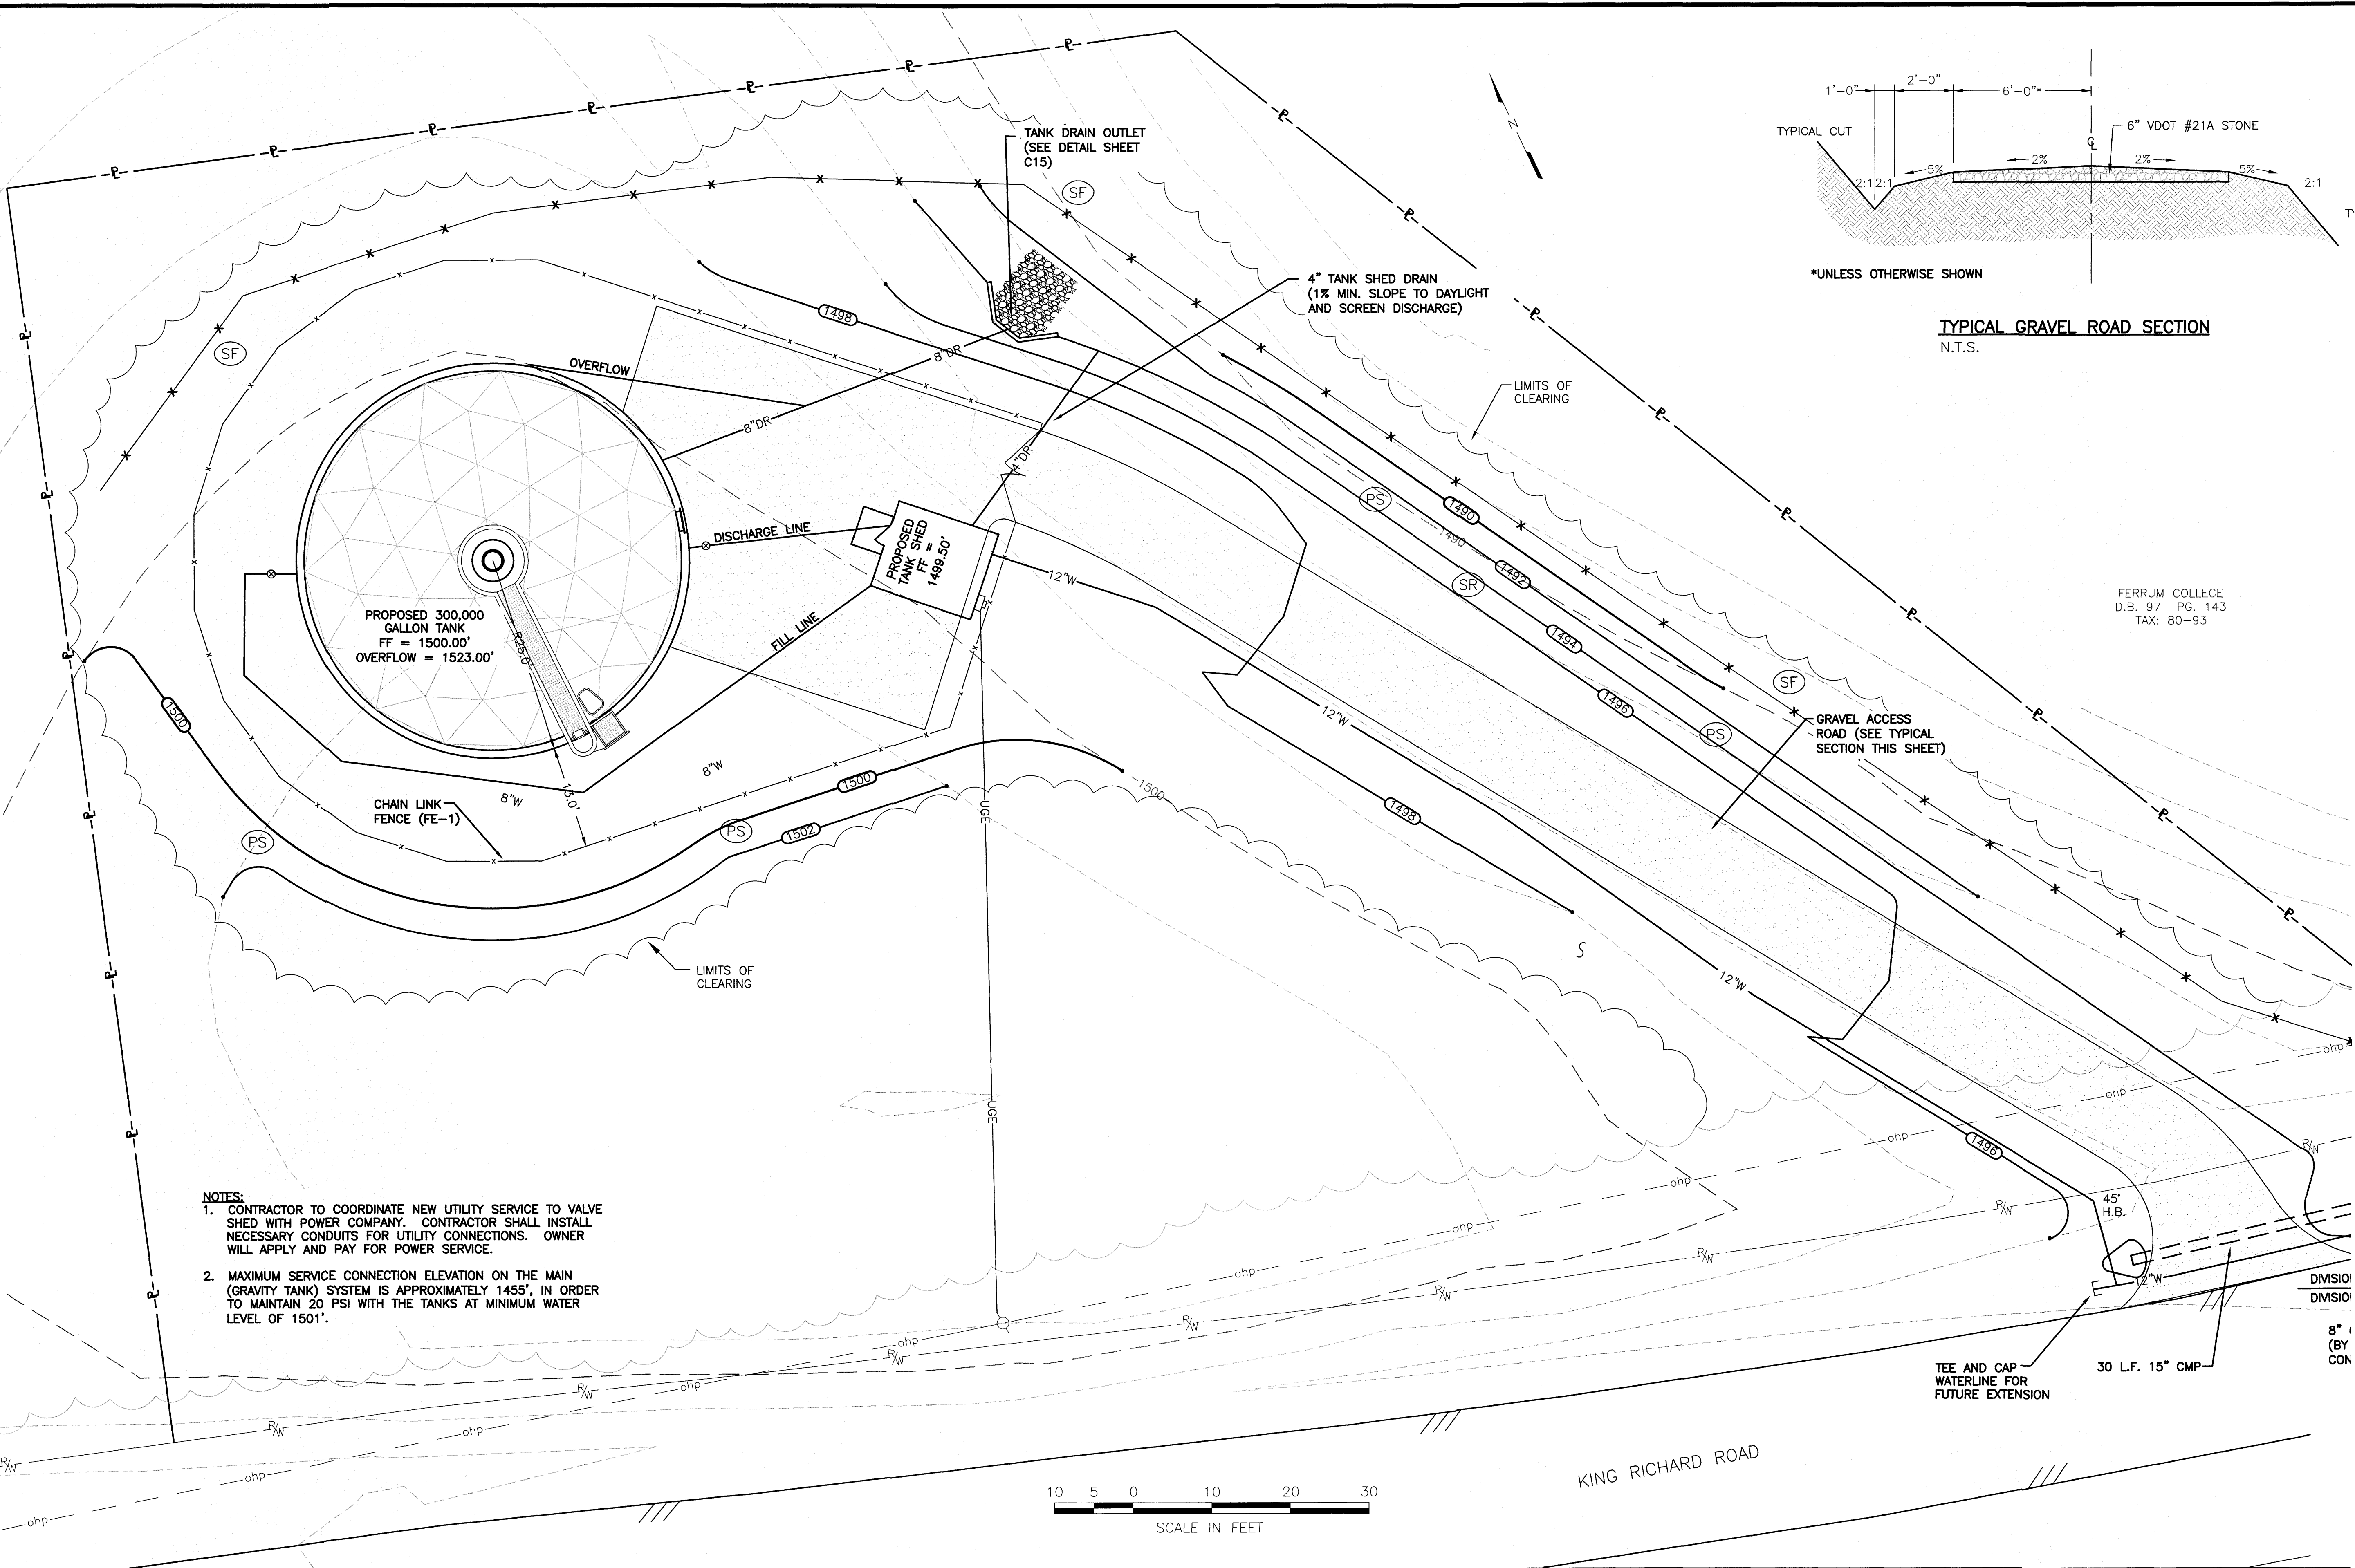 1'-0"
2'-0"
6'-0"*
TYPICAL CUT
6" VDOT #21A STONE
℄
5%
2%
2%
5%
2:1
2:1
2:1
*UNLESS OTHERWISE SHOWN
TYPICAL GRAVEL ROAD SECTION
N.T.S.
N
TANK DRAIN OUTLET
(SEE DETAIL SHEET
C15)
SF
4" TANK SHED DRAIN
(1% MIN. SLOPE TO DAYLIGHT
AND SCREEN DISCHARGE)
LIMITS OF
CLEARING
1498
SF
OVERFLOW
8"DR
8"DR
4"DR
DISCHARGE LINE
PROPOSED
TANK SHED
FF =
1499.50'
12"W
FILL LINE
PROPOSED 300,000
GALLON TANK
FF = 1500.00'
OVERFLOW = 1523.00'
R25.0'
15.0'
PS
1490
1490
1492
SR
1494
1496
PS
SF
GRAVEL ACCESS
ROAD (SEE TYPICAL
SECTION THIS SHEET)
FERRUM COLLEGE
D.B. 97 PG. 143
TAX: 80-93
1500
8"W
8"W
CHAIN LINK
FENCE (FE-1)
PS
PS
1500
1502
1500
UGE
12"W
1498
S
LIMITS OF
CLEARING
12"W
UGE
ohp
ohp
ohp
ohp
ohp
ohp
ohp
ohp
ohp
ohp
ohp
1496
R/W
R/W
R/W
R/W
R/W
R/W
R/W
R/W
R/W
45°
H.B.
12"W
NOTES:
1. CONTRACTOR TO COORDINATE NEW UTILITY SERVICE TO VALVE
SHED WITH POWER COMPANY. CONTRACTOR SHALL INSTALL
NECESSARY CONDUITS FOR UTILITY CONNECTIONS. OWNER
WILL APPLY AND PAY FOR POWER SERVICE.
2. MAXIMUM SERVICE CONNECTION ELEVATION ON THE MAIN
(GRAVITY TANK) SYSTEM IS APPROXIMATELY 1455', IN ORDER
TO MAINTAIN 20 PSI WITH THE TANKS AT MINIMUM WATER
LEVEL OF 1501'.
DIVISIO
DIVISIO
8"
(BY
CON
TEE AND CAP
WATERLINE FOR
FUTURE EXTENSION
30 L.F. 15" CMP
KING RICHARD ROAD
10 5 0 10 20 30
SCALE IN FEET